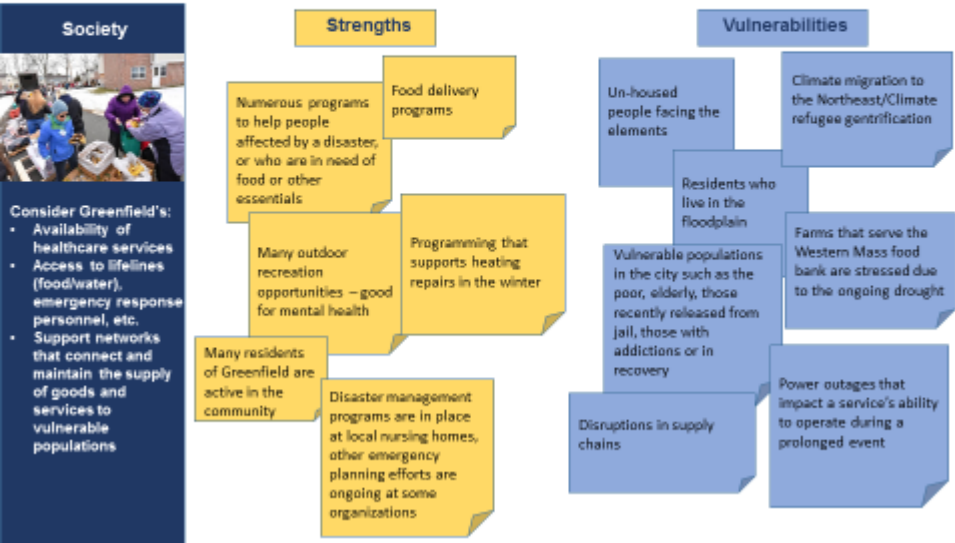 Society
Consider Greenfield's:
• Availability of
healthcare services
• Access to lifelines
(food/water),
emergency response
personnel, etc.
• Support networks
that connect and
maintain the supply
of goods and
services to
vulnerable
populations
Strengths
Numerous programs
to help people
affected by a disaster,
or who are in need of
food or other
essentials
Food delivery
programs
Many outdoor
recreation
opportunities – good
for mental health
Programming that
supports heating
repairs in the winter
Many residents
of Greenfield are
active in the
community
Disaster management
programs are in place
at local nursing homes,
other emergency
planning efforts are
ongoing at some
organizations
Vulnerabilities
Un-housed
people facing the
elements
Climate migration to
the Northeast/Climate
refugee gentrification
Residents who
live in the
floodplain
Farms that serve the
Western Mass food
bank are stressed due
to the ongoing drought
Vulnerable populations
in the city such as the
poor, elderly, those
recently released from
jail, those with
addictions or in
recovery
Disruptions in supply
chains
Power outages that
impact a service's ability
to operate during a
prolonged event